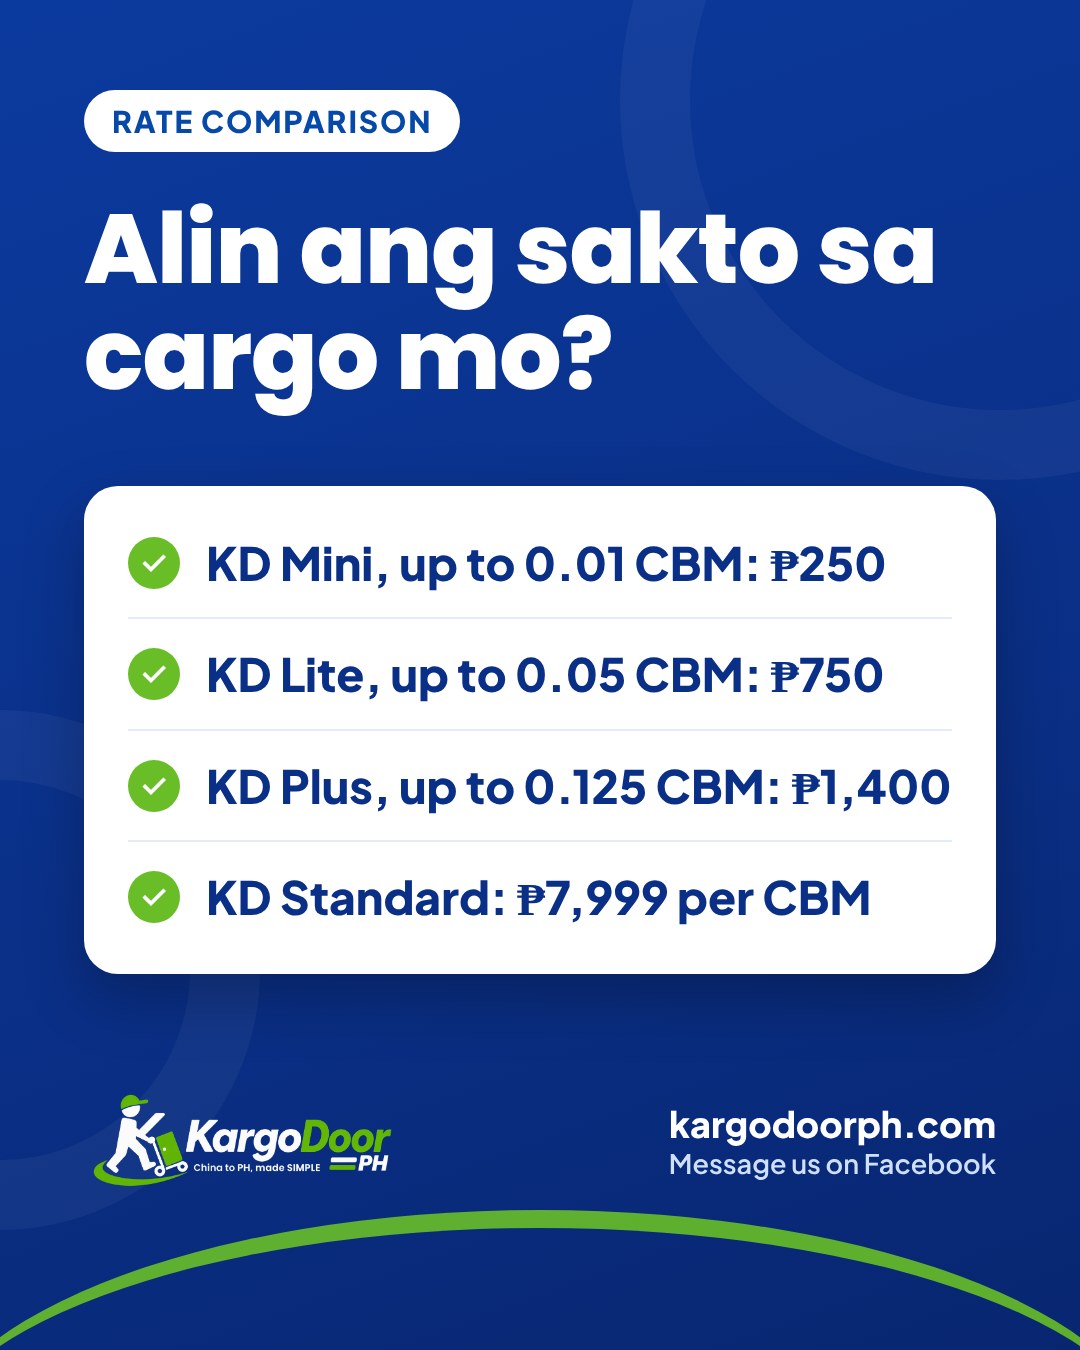 RATE COMPARISON
Alin ang sakto sa
cargo mo?
KD Mini, up to 0.01 CBM: ₱250
KD Lite, up to 0.05 CBM: ₱750
KD Plus, up to 0.125 CBM: ₱1,400
KD Standard: ₱7,999 per CBM
KargoDoor
China to PH, made SIMPLE PH
kargodoorph.com
Message us on Facebook